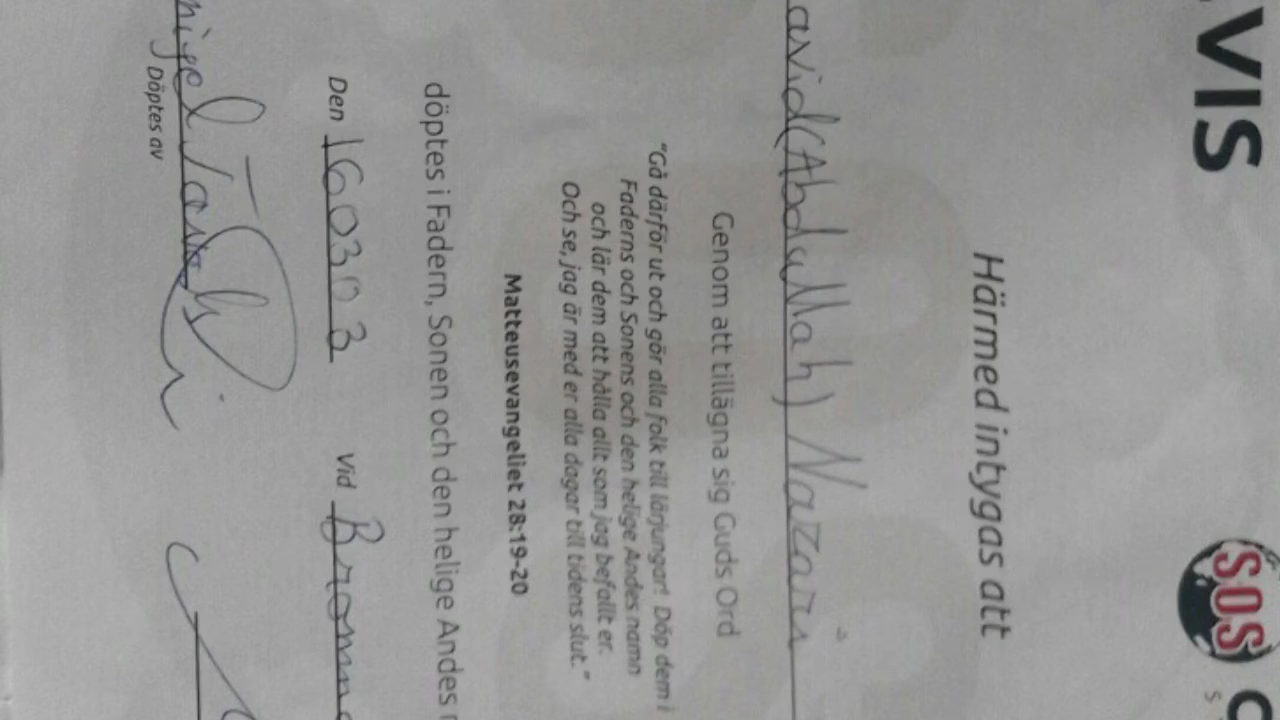 VIS
SOS
Härmed intygas att
avid (Abdullah) Nazari
Genom att tillägna sig Guds Ord
"Gå därför ut och gör alla folk till lärjungar! Döp dem i
Faderns och Sonens och den helige Andes namn
och lär dem att hålla allt som jag befallt er.
Och se, jag är med er alla dagar till tidens slut."
Matteusevangeliet 28:19-20
döptes i Fadern, Sonen och den helige Andes
Den 160303 Vid Bromm
Döptes av